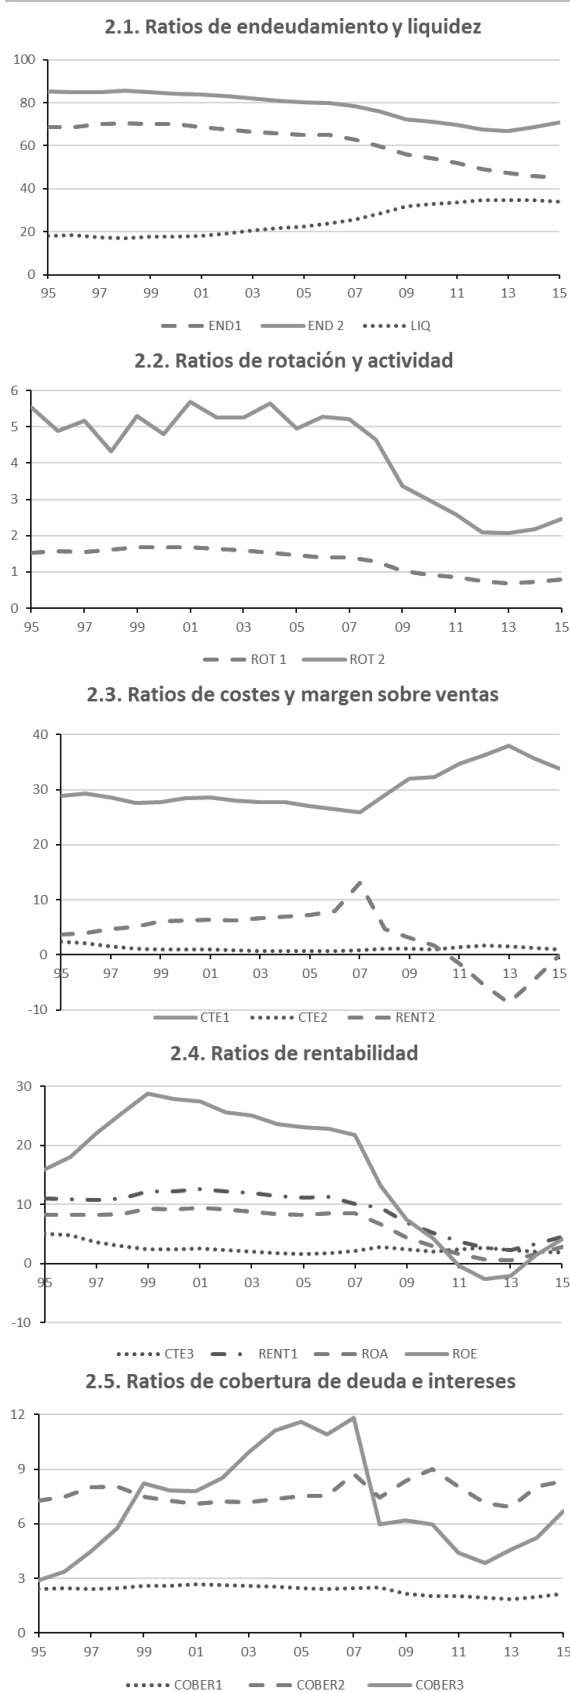 2.1. Ratios de endeudamiento y liquidez
100
80
60
40
20
0
95 97 99 01 03 05 07 09 11 13 15
END1 END 2 LIQ
2.2. Ratios de rotación y actividad
6
5
4
3
2
1
0
95 97 99 01 03 05 07 09 11 13 15
ROT 1 ROT 2
2.3. Ratios de costes y margen sobre ventas
40
30
20
10
0
95 97 99 01 03 05 07 09 11 13 15
-10
CTE1 CTE2 RENT2
2.4. Ratios de rentabilidad
30
20
10
0
95 97 99 01 03 05 07 09 11 13 15
-10
CTE3 RENT1 ROA ROE
2.5. Ratios de cobertura de deuda e intereses
12
9
6
3
0
95 97 99 01 03 05 07 09 11 13 15
COBER1 COBER2 COBER3